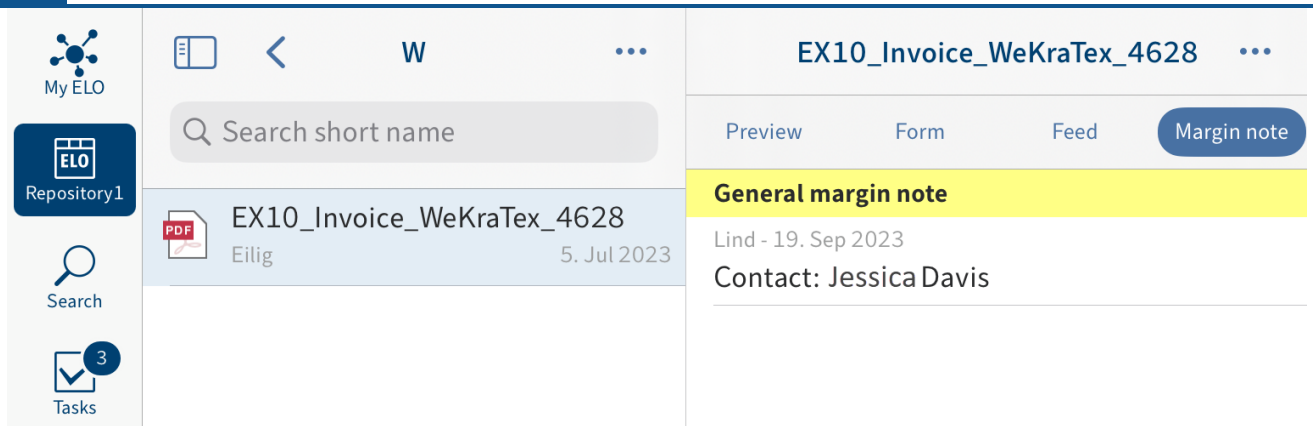 My ELO
ELO
Repository1
Search
3
Tasks
W
Search short name
PDF
EX10_Invoice_WeKraTex_4628
Eilig 5. Jul 2023
EX10_Invoice_WeKraTex_4628
Preview Form Feed Margin note
General margin note
Lind - 19. Sep 2023
Contact: Jessica Davis